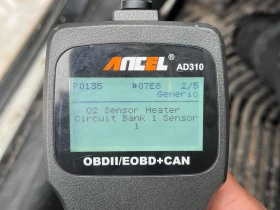 ANCEL
AD310
P0135 #07E8 2/5
Generic
O2 Sensor Heater
Circuit Bank 1 Sensor
1
OBDII/EOBD+CAN